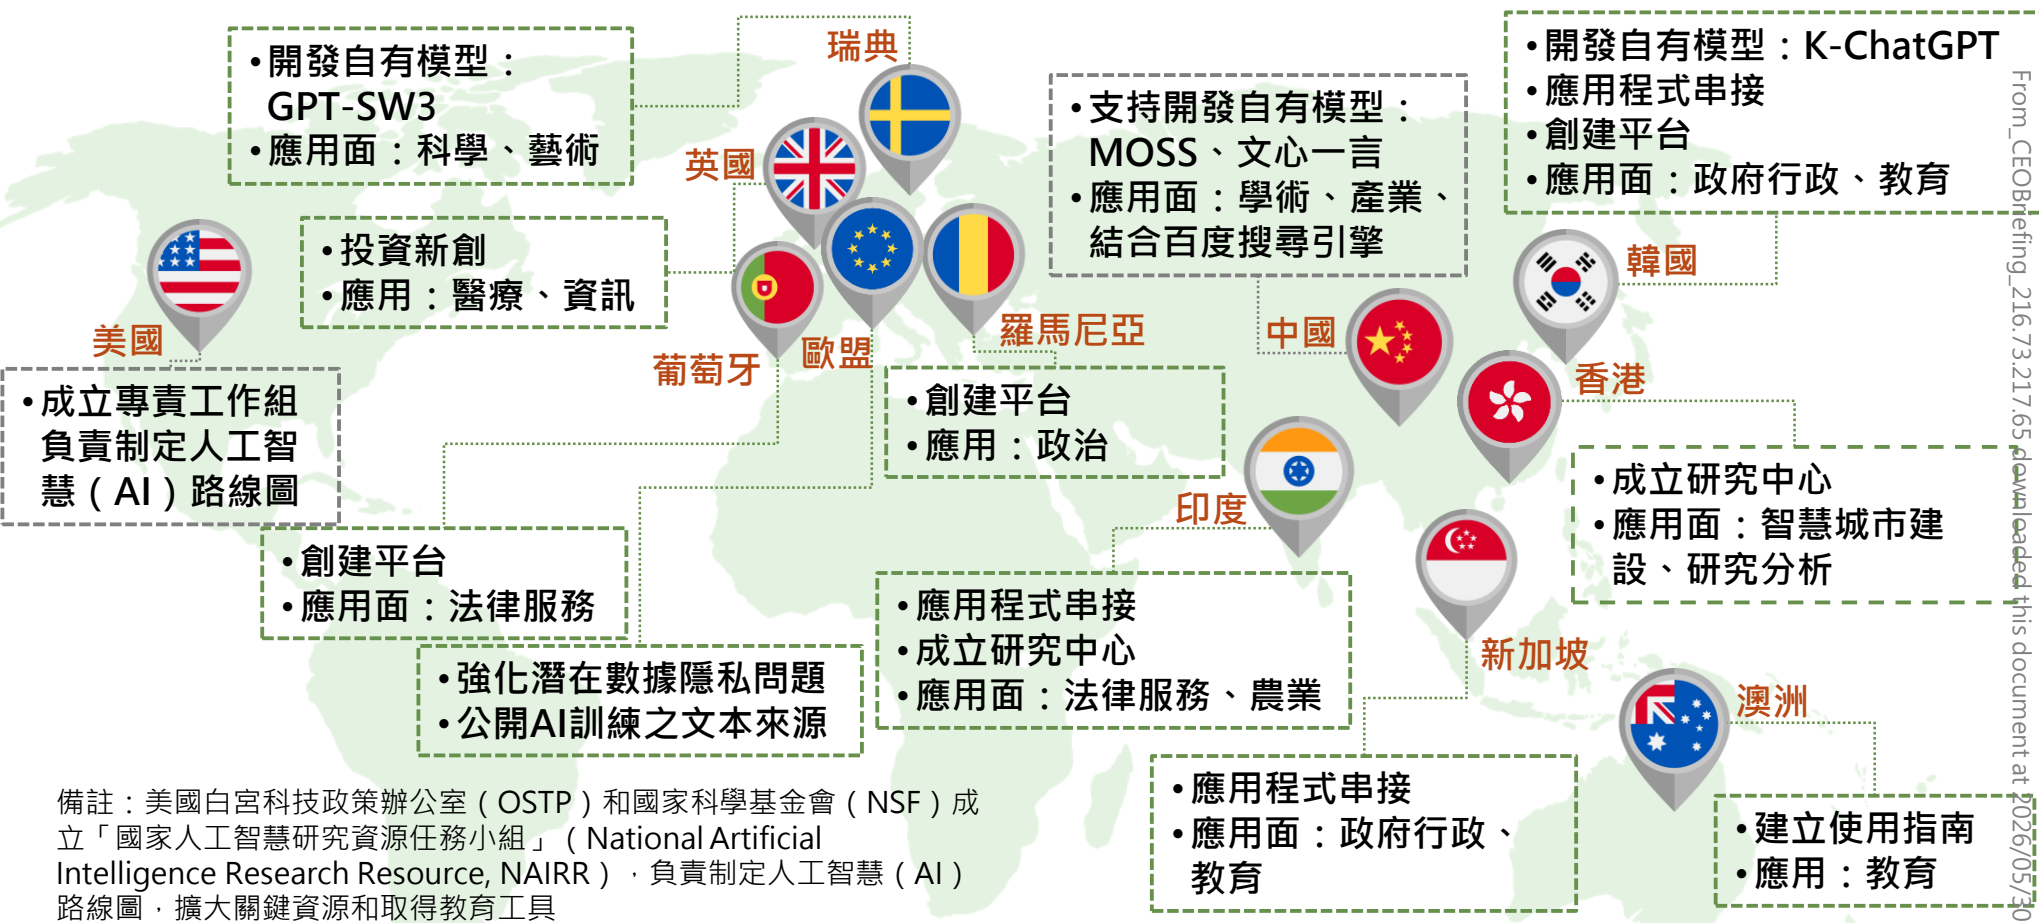 瑞典
•開發自有模型：
GPT-SW3
•應用面：科學、藝術
英國
•投資新創
•應用：醫療、資訊
美國
•成立專責工作組
負責制定人工智
慧（AI）路線圖
葡萄牙
•創建平台
•應用面：法律服務
歐盟
•強化潛在數據隱私問題
•公開AI訓練之文本來源
羅馬尼亞
•創建平台
•應用：政治
•支持開發自有模型：
MOSS、文心一言
•應用面：學術、產業、
結合百度搜尋引擎
中國
•開發自有模型：K-ChatGPT
•應用程式串接
•創建平台
•應用面：政府行政、教育
韓國
香港
•成立研究中心
•應用面：智慧城市建
設、研究分析
印度
•應用程式串接
•成立研究中心
•應用面：法律服務、農業
新加坡
•應用程式串接
•應用面：政府行政、
教育
澳洲
•建立使用指南
•應用：教育
備註：美國白宮科技政策辦公室（OSTP）和國家科學基金會（NSF）成
立「國家人工智慧研究資源任務小組」（National Artificial
Intelligence Research Resource, NAIRR），負責制定人工智慧（AI）
路線圖，擴大關鍵資源和取得教育工具
From_CEOBriefing_216.73.217.65 downloaded this document at 2026/05/30